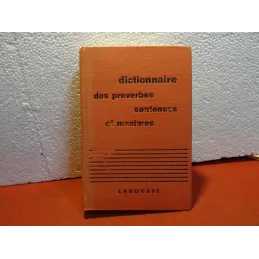 dictionnaire
des proverbes
sentences
et maximes
LAROUSSE